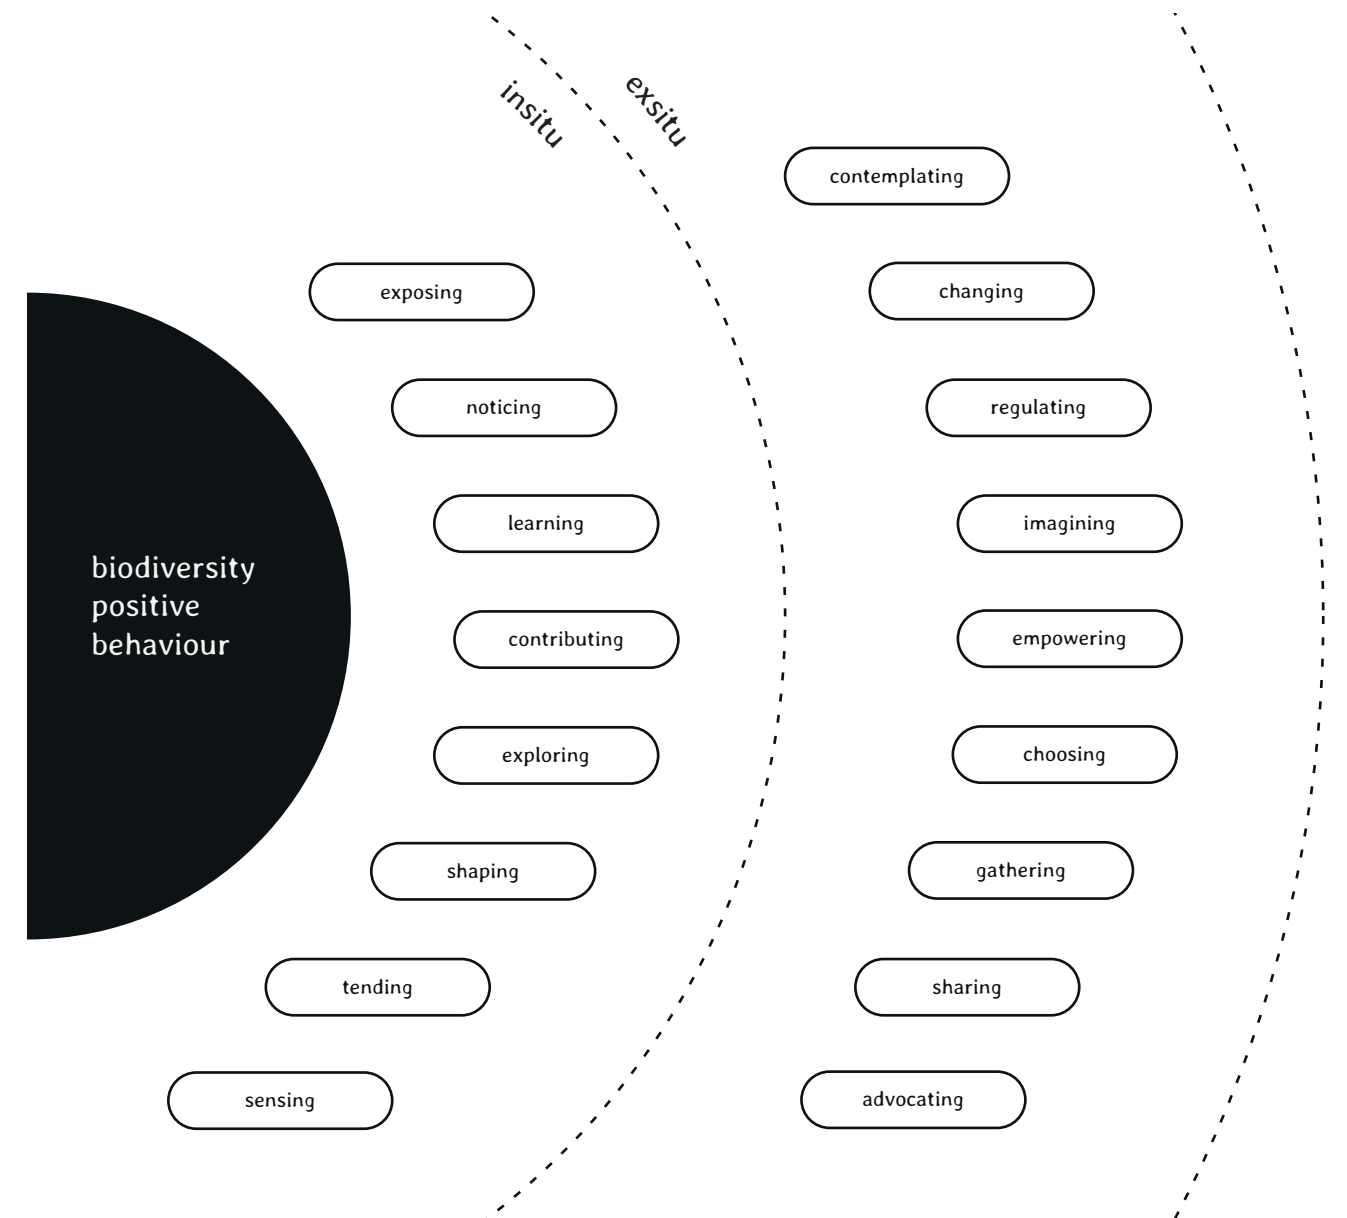 insitu
exsitu
biodiversity
positive
behaviour
exposing
noticing
learning
contributing
exploring
shaping
tending
sensing
contemplating
changing
regulating
imagining
empowering
choosing
gathering
sharing
advocating